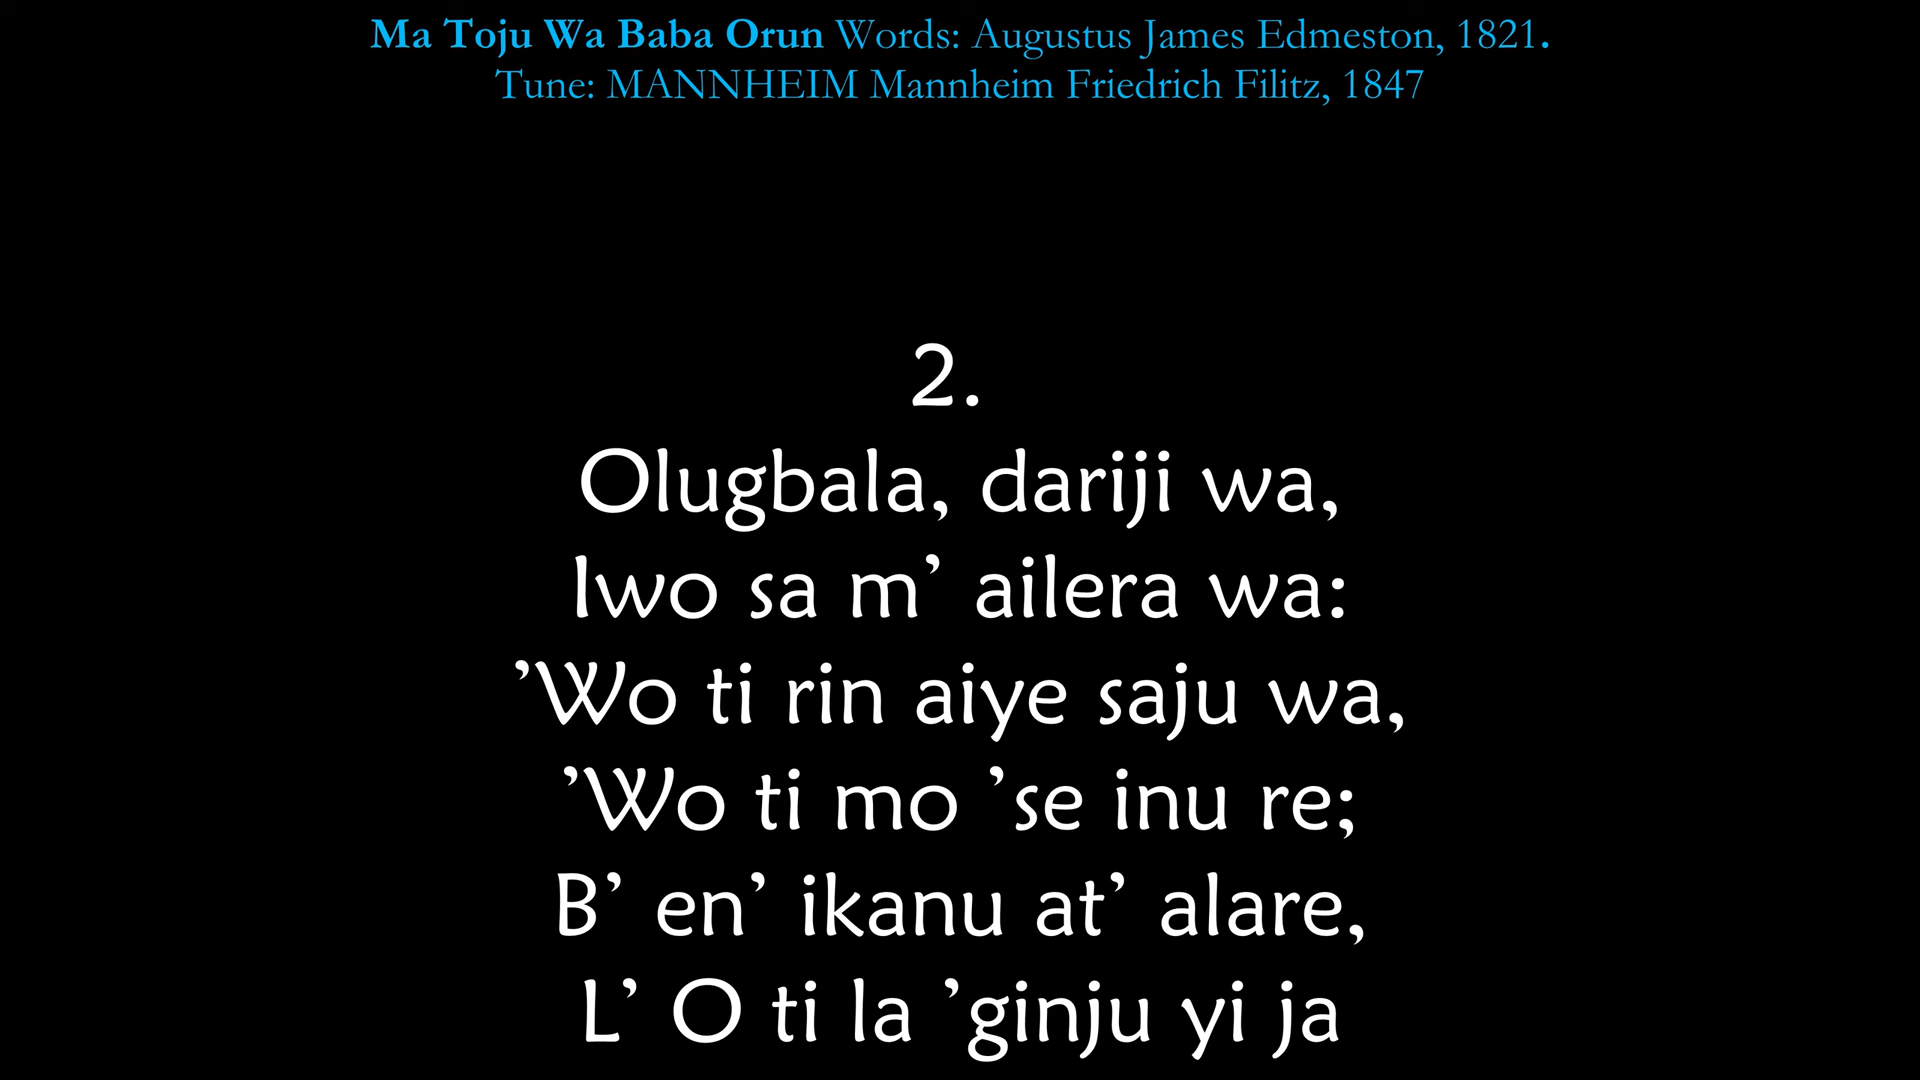 Ma Toju Wa Baba Orun Words: Augustus James Edmeston, 1821.
Tune: MANNHEIM Mannheim Friedrich Filitz, 1847
2.
Olugbala, dariji wa,
Iwo sa m’ ailera wa:
’Wo ti rin aiye saju wa,
’Wo ti mo ’se inu re;
B’ en’ ikanu at’ alare,
L’ O ti la ’ginju yi ja